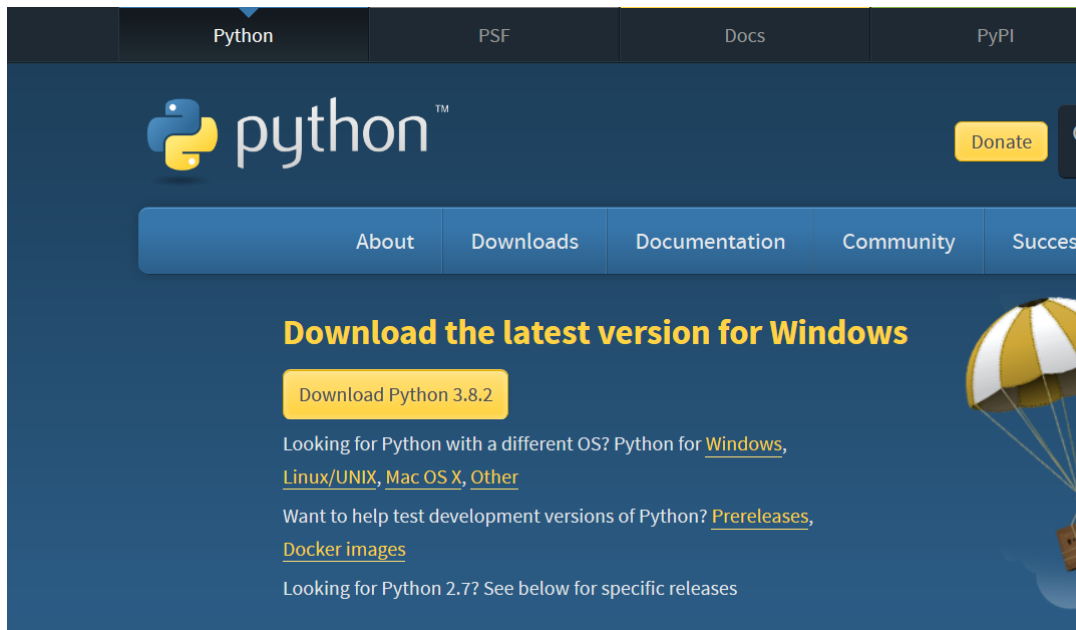 Python PSF Docs PyPI
python™
Donate
About Downloads Documentation Community Succes
Download the latest version for Windows
Download Python 3.8.2
Looking for Python with a different OS? Python for Windows,
Linux/UNIX, Mac OS X, Other
Want to help test development versions of Python? Prereleases,
Docker images
Looking for Python 2.7? See below for specific releases